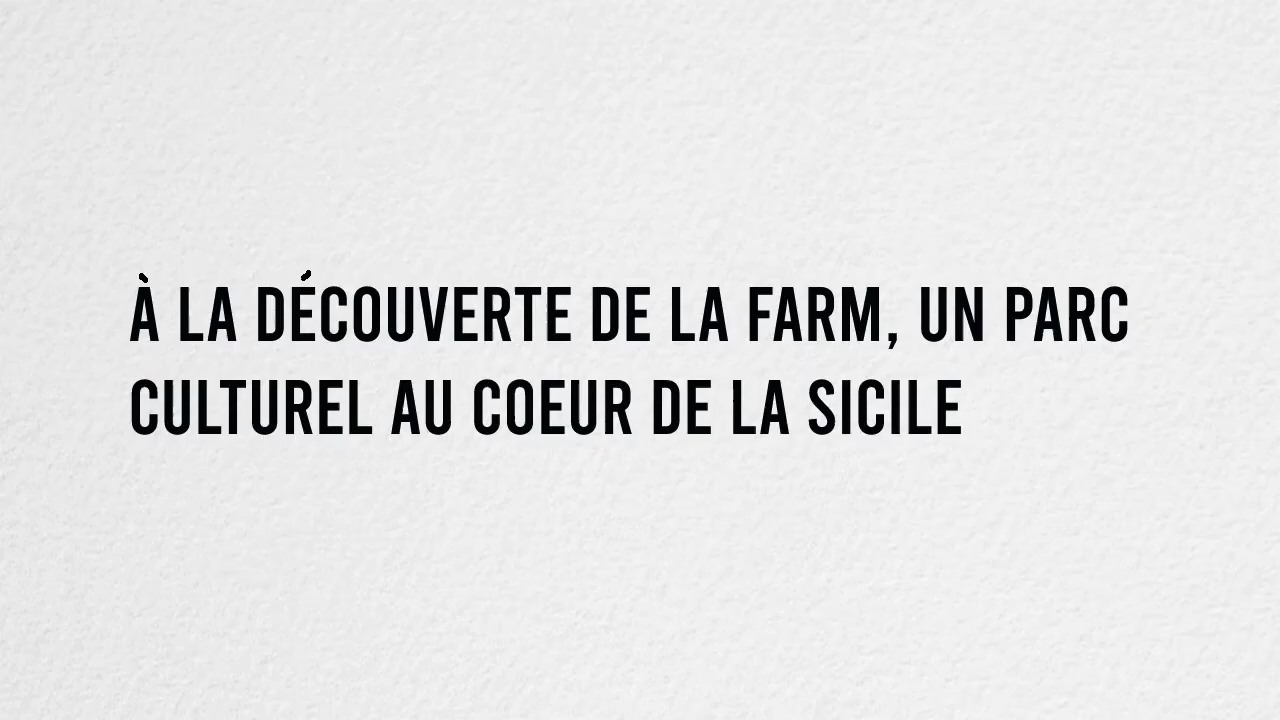 À LA DÉCOUVERTE DE LA FARM, UN PARC
CULTUREL AU COEUR DE LA SICILE